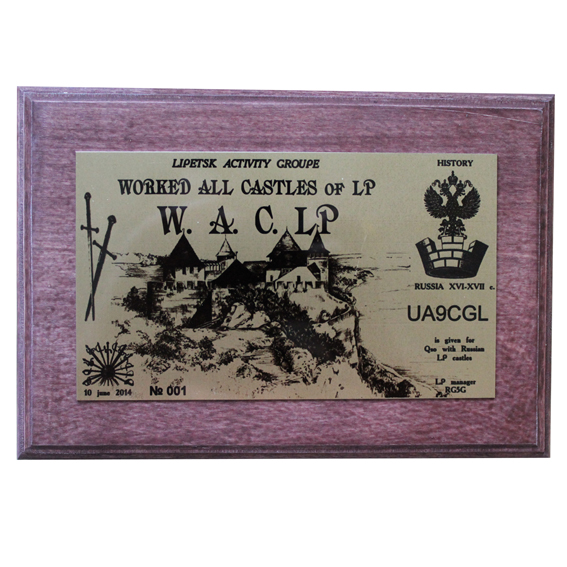 LIPETSK ACTIVITY GROUPE
HISTORY
WORKED ALL CASTLES OF LP
W. A. C. LP
RUSSIA XVI-XVII c.
UA9CGL
is given for
Qso with Russian
LP castles
LP manager
RG5G
10 june 2014
№ 001